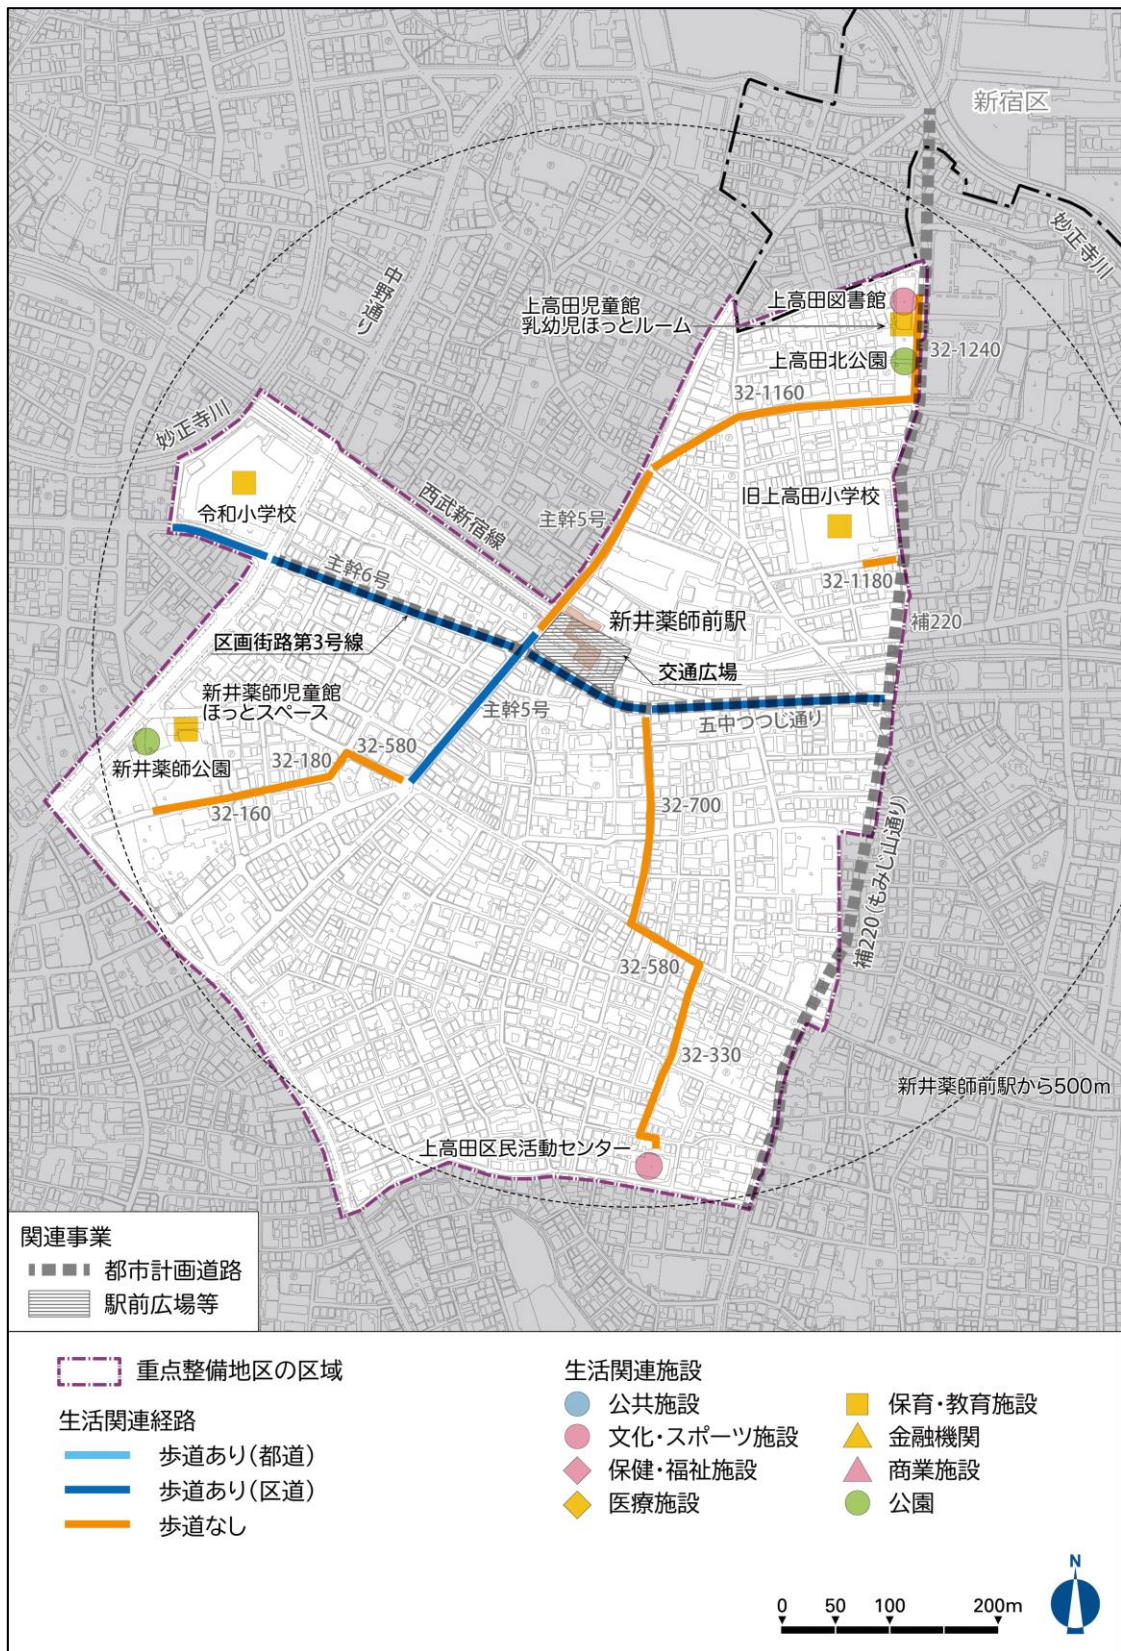 新宿区
妙正寺川
中野通り
上高田児童館
乳幼児ほっとルーム
上高田図書館
32-1240
上高田北公園
32-1160
妙正寺川
西武新宿線
主幹5号
旧上高田小学校
令和小学校
主幹6号
32-1180
新井薬師前駅
補220
区画街路第3号線
交通広場
新井薬師児童館
ほっとスペース
主幹5号
五中つつじ通り
32-580
32-180
新井薬師公園
32-160
32-700
補220(もみじ山通り)
32-580
32-330
新井薬師前駅から500m
上高田区民活動センター
関連事業
都市計画道路
駅前広場等
重点整備地区の区域
生活関連経路
歩道あり(都道)
歩道あり(区道)
歩道なし
生活関連施設
公共施設
文化・スポーツ施設
保健・福祉施設
医療施設
保育・教育施設
金融機関
商業施設
公園
N
0 50 100 200m